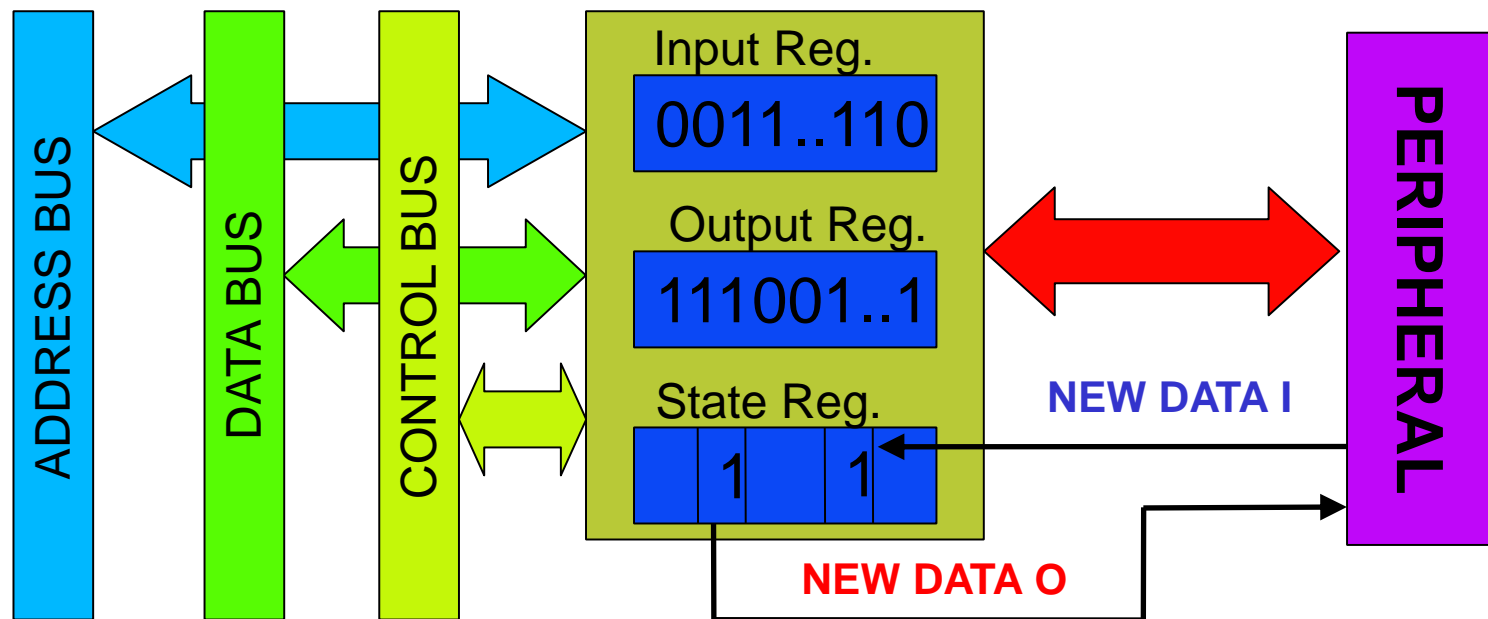 ADDRESS BUS
DATA BUS
CONTROL BUS
Input Reg.
0011..110
Output Reg.
111001..1
State Reg.
1 1
NEW DATA I
NEW DATA O
PERIPHERAL